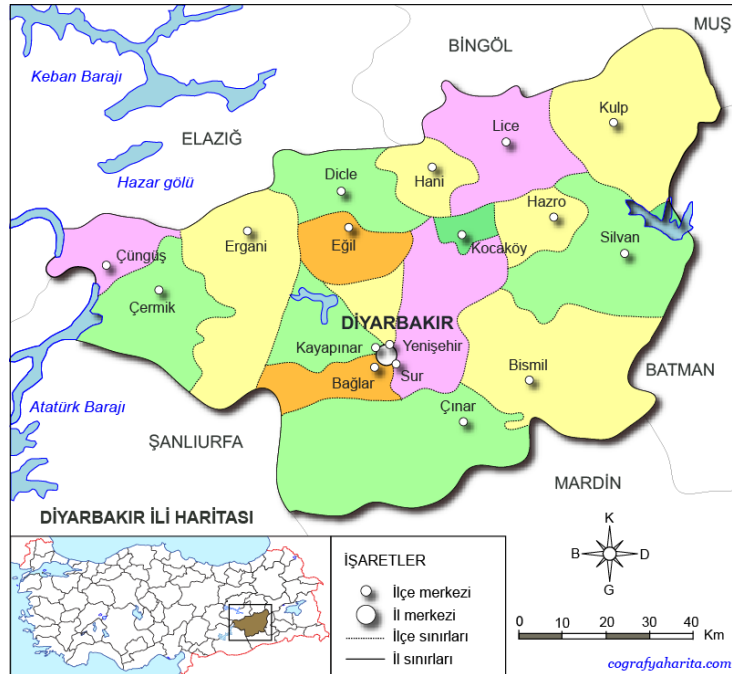 MUŞ
BİNGÖL
Keban Barajı
Kulp
Lice
ELAZIĞ
Hazar gölü
Dicle
Hani
Hazro
Eğil
Ergani
Kocaköy
Silvan
Çüngüş
Çermik
DİYARBAKIR
Kayapınar
Yenişehir
Bağlar
Sur
Bismil
BATMAN
Atatürk Barajı
Çınar
ŞANLIURFA
MARDİN
DİYARBAKIR İLİ HARİTASI
İŞARETLER
İlçe merkezi
İl merkezi
İlçe sınırları
İl sınırları
K
B D
G
0 10 20 30 40 Km
cografyaharita.com